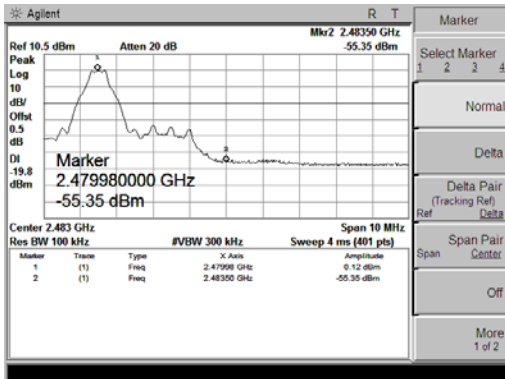 Agilent R T
Mkr2 2.48350 GHz
Ref 10.5 dBm Atten 20 dB -55.35 dBm
Peak
Log
10
dB/
Offst
0.5
dB
DI
-19.8
dBm
1
2
Marker
2.479980000 GHz
-55.35 dBm
Center 2.483 GHz Span 10 MHz
Res BW 100 kHz #VBW 300 kHz Sweep 4 ms (401 pts)
Marker Trace Type X Axis Amplitude
1 (1) Freq 2.47998 GHz 0.12 dBm
2 (1) Freq 2.48350 GHz -55.35 dBm
Marker
Select Marker
1 2 3 4
Normal
Delta
Delta Pair
(Tracking Ref)
Ref Delta
Span Pair
Span Center
Off
More
1 of 2